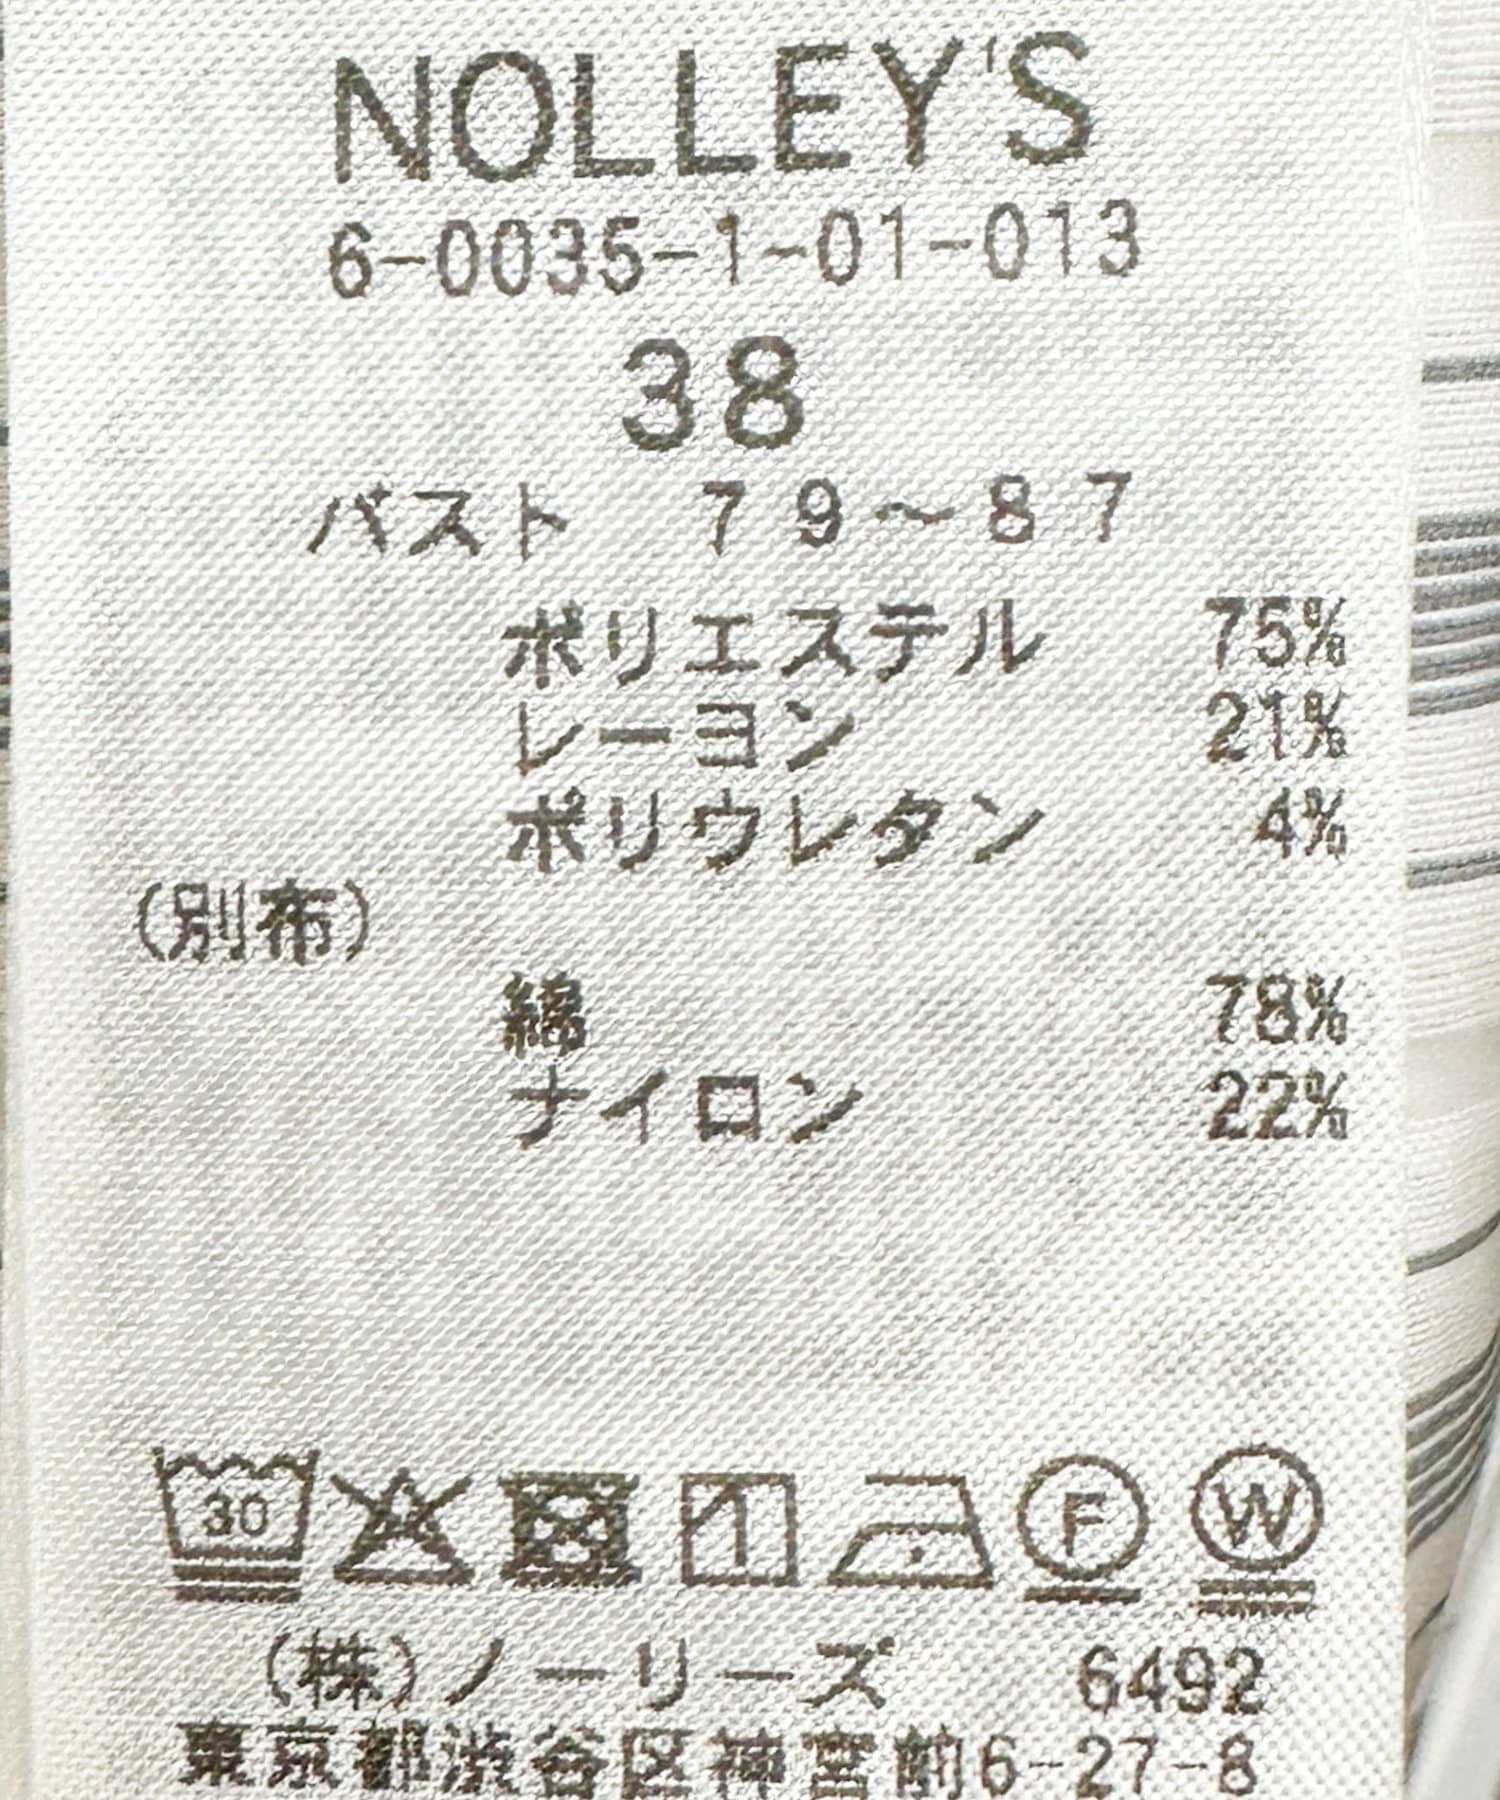 NOLLEY'S
6-0035-1-01-013
38
バスト 79～87
ポリエステル 75%
レーヨン 21%
ポリウレタン 4%
(別布)
綿 78%
ナイロン 22%
30 1 F W
(株)ノーリーズ 6492
東京都渋谷区神宮前6-27-8